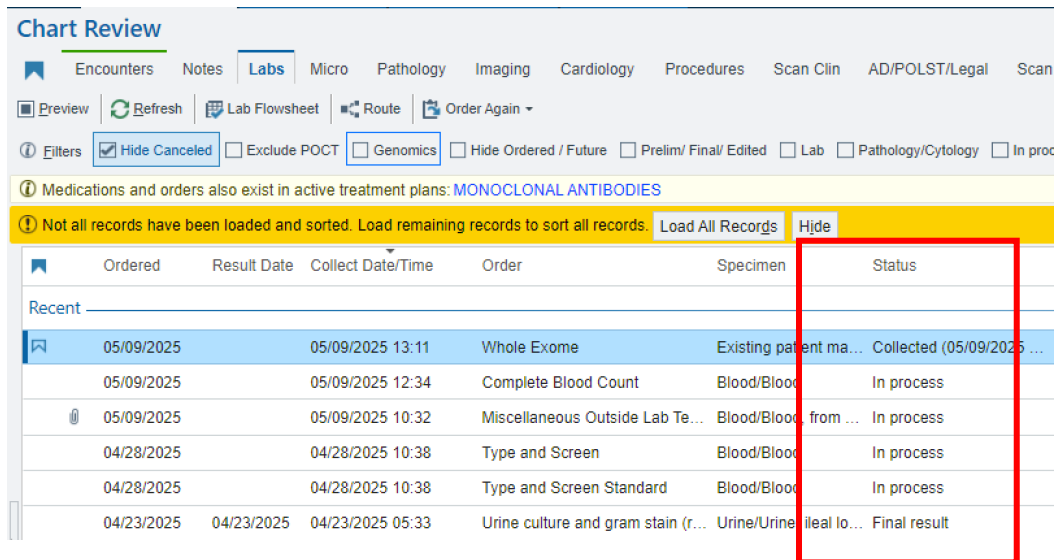 Chart Review
Encounters Notes Labs Micro Pathology Imaging Cardiology Procedures Scan Clin AD/POLST/Legal Scan
Preview Refresh Lab Flowsheet Route Order Again
Filters Hide Canceled Exclude POCT Genomics Hide Ordered / Future Prelim/ Final/ Edited Lab Pathology/Cytology In proc
Medications and orders also exist in active treatment plans: MONOCLONAL ANTIBODIES
Not all records have been loaded and sorted. Load remaining records to sort all records. Load All Records Hide
Ordered Result Date Collect Date/Time Order Specimen Status
Recent
05/09/2025 05/09/2025 13:11 Whole Exome Existing patient ma... Collected (05/09/2025 ...
05/09/2025 05/09/2025 12:34 Complete Blood Count Blood/Blood In process
05/09/2025 05/09/2025 10:32 Miscellaneous Outside Lab Te... Blood/Blood, from ... In process
04/28/2025 04/28/2025 10:38 Type and Screen Blood/Blood In process
04/28/2025 04/28/2025 10:38 Type and Screen Standard Blood/Blood In process
04/23/2025 04/23/2025 04/23/2025 05:33 Urine culture and gram stain (r... Urine/Urine, ileal lo... Final result